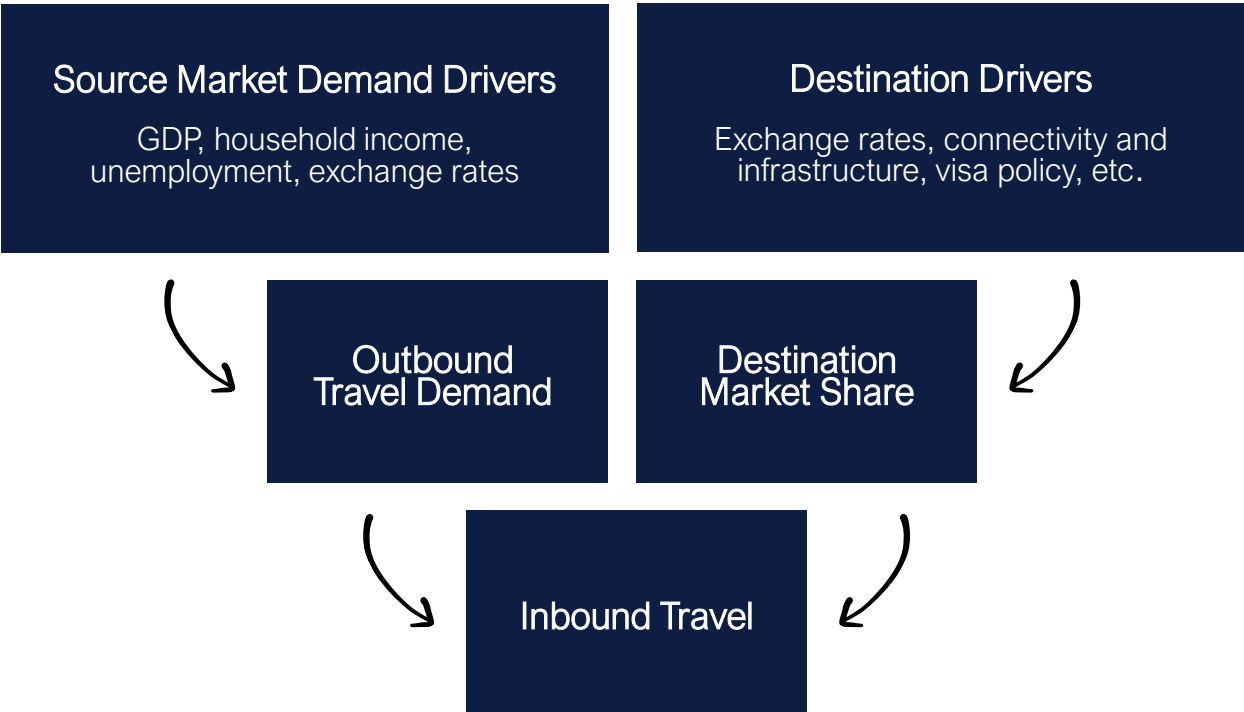 Source Market Demand Drivers
GDP, household income,
unemployment, exchange rates
Destination Drivers
Exchange rates, connectivity and
infrastructure, visa policy, etc.
Outbound
Travel Demand
Destination
Market Share
Inbound Travel